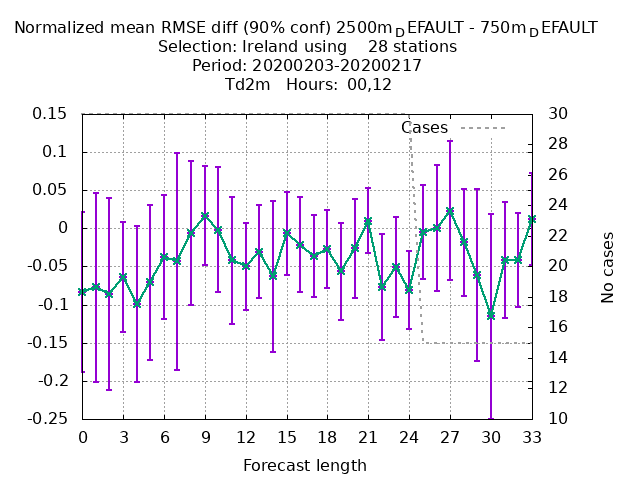 Normalized mean RMSE diff (90% conf) 2500m_DEFAULT - 750m_DEFAULT
Selection: Ireland using    28 stations
Period: 20200203-20200217
Td2m   Hours:  00,12
Cases
0.15
0.1
0.05
0
-0.05
-0.1
-0.15
-0.2
-0.25
30
28
26
24
22
20
18
16
14
12
10
No cases
0 3 6 9 12 15 18 21 24 27 30 33
Forecast length